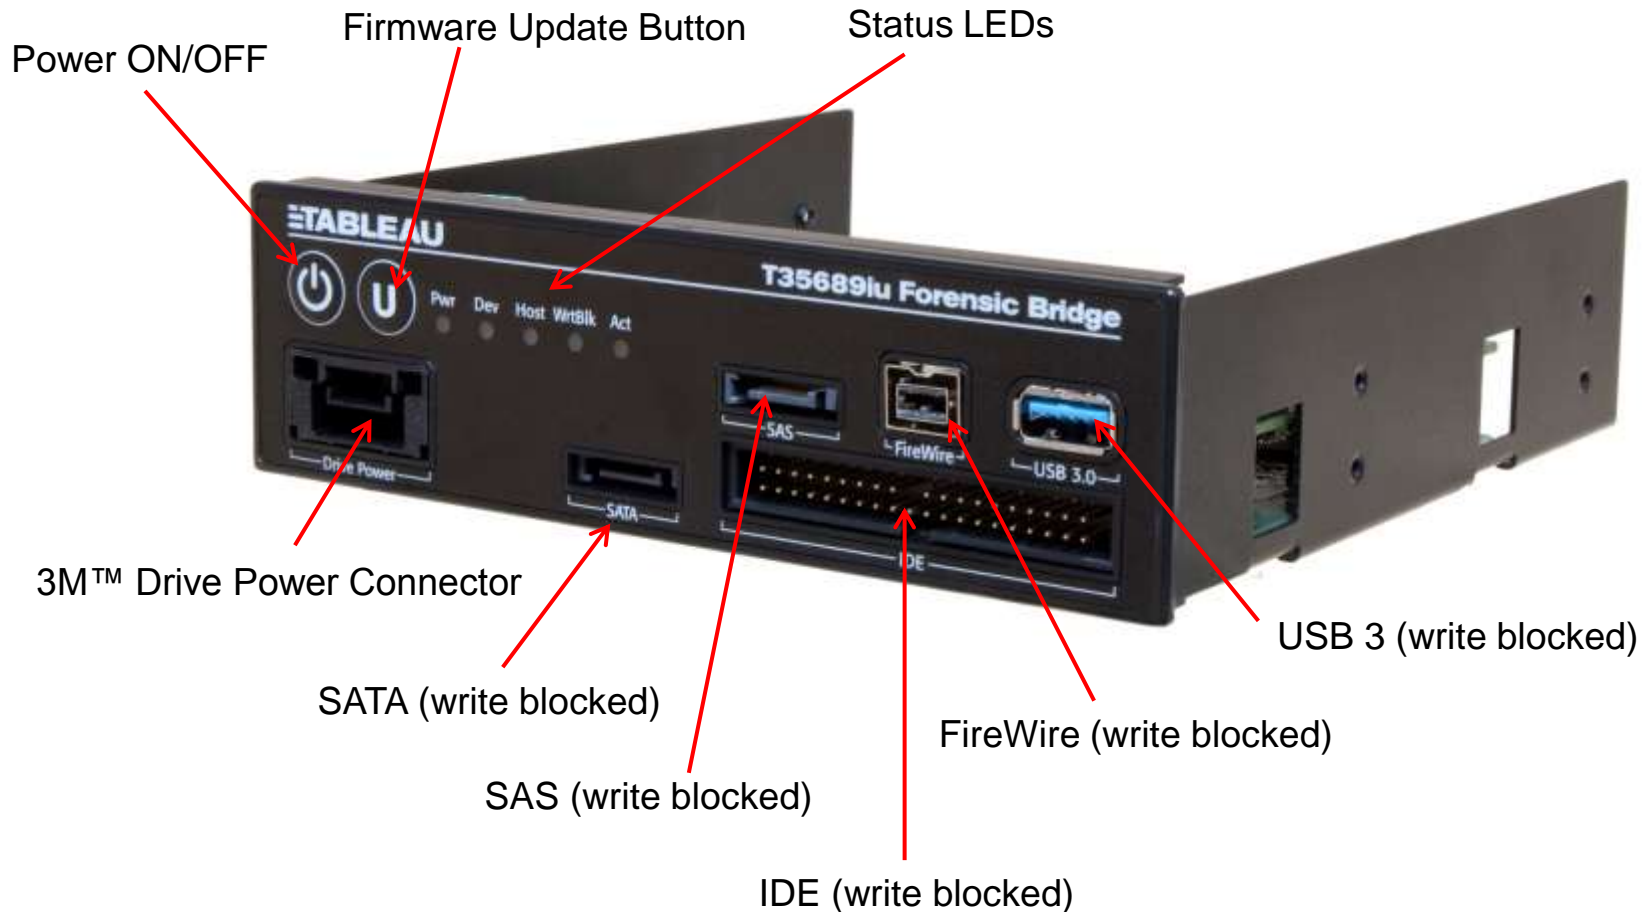 Firmware Update Button
Status LEDs
Power ON/OFF
TABLEAU
T35689iu Forensic Bridge
U
Pwr Dev Host WrtBlk Act
SAS
FireWire
USB 3.0
Drive Power
SATA
IDE
3M™ Drive Power Connector
USB 3 (write blocked)
SATA (write blocked)
FireWire (write blocked)
SAS (write blocked)
IDE (write blocked)